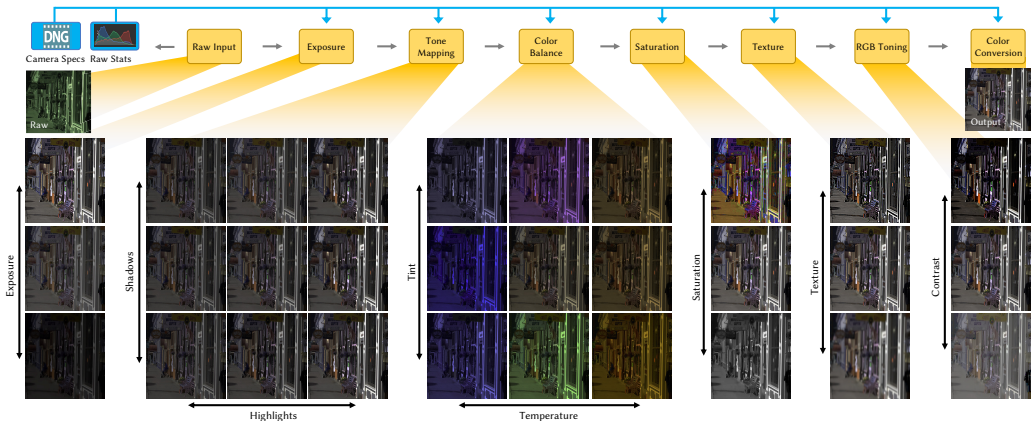 DNG
Camera Specs
Raw Stats
Raw Input
Exposure
Tone
Mapping
Color
Balance
Saturation
Texture
RGB Toning
Color
Conversion
Raw
Output
Exposure
Shadows
Tint
Saturation
Texture
Contrast
Highlights
Temperature